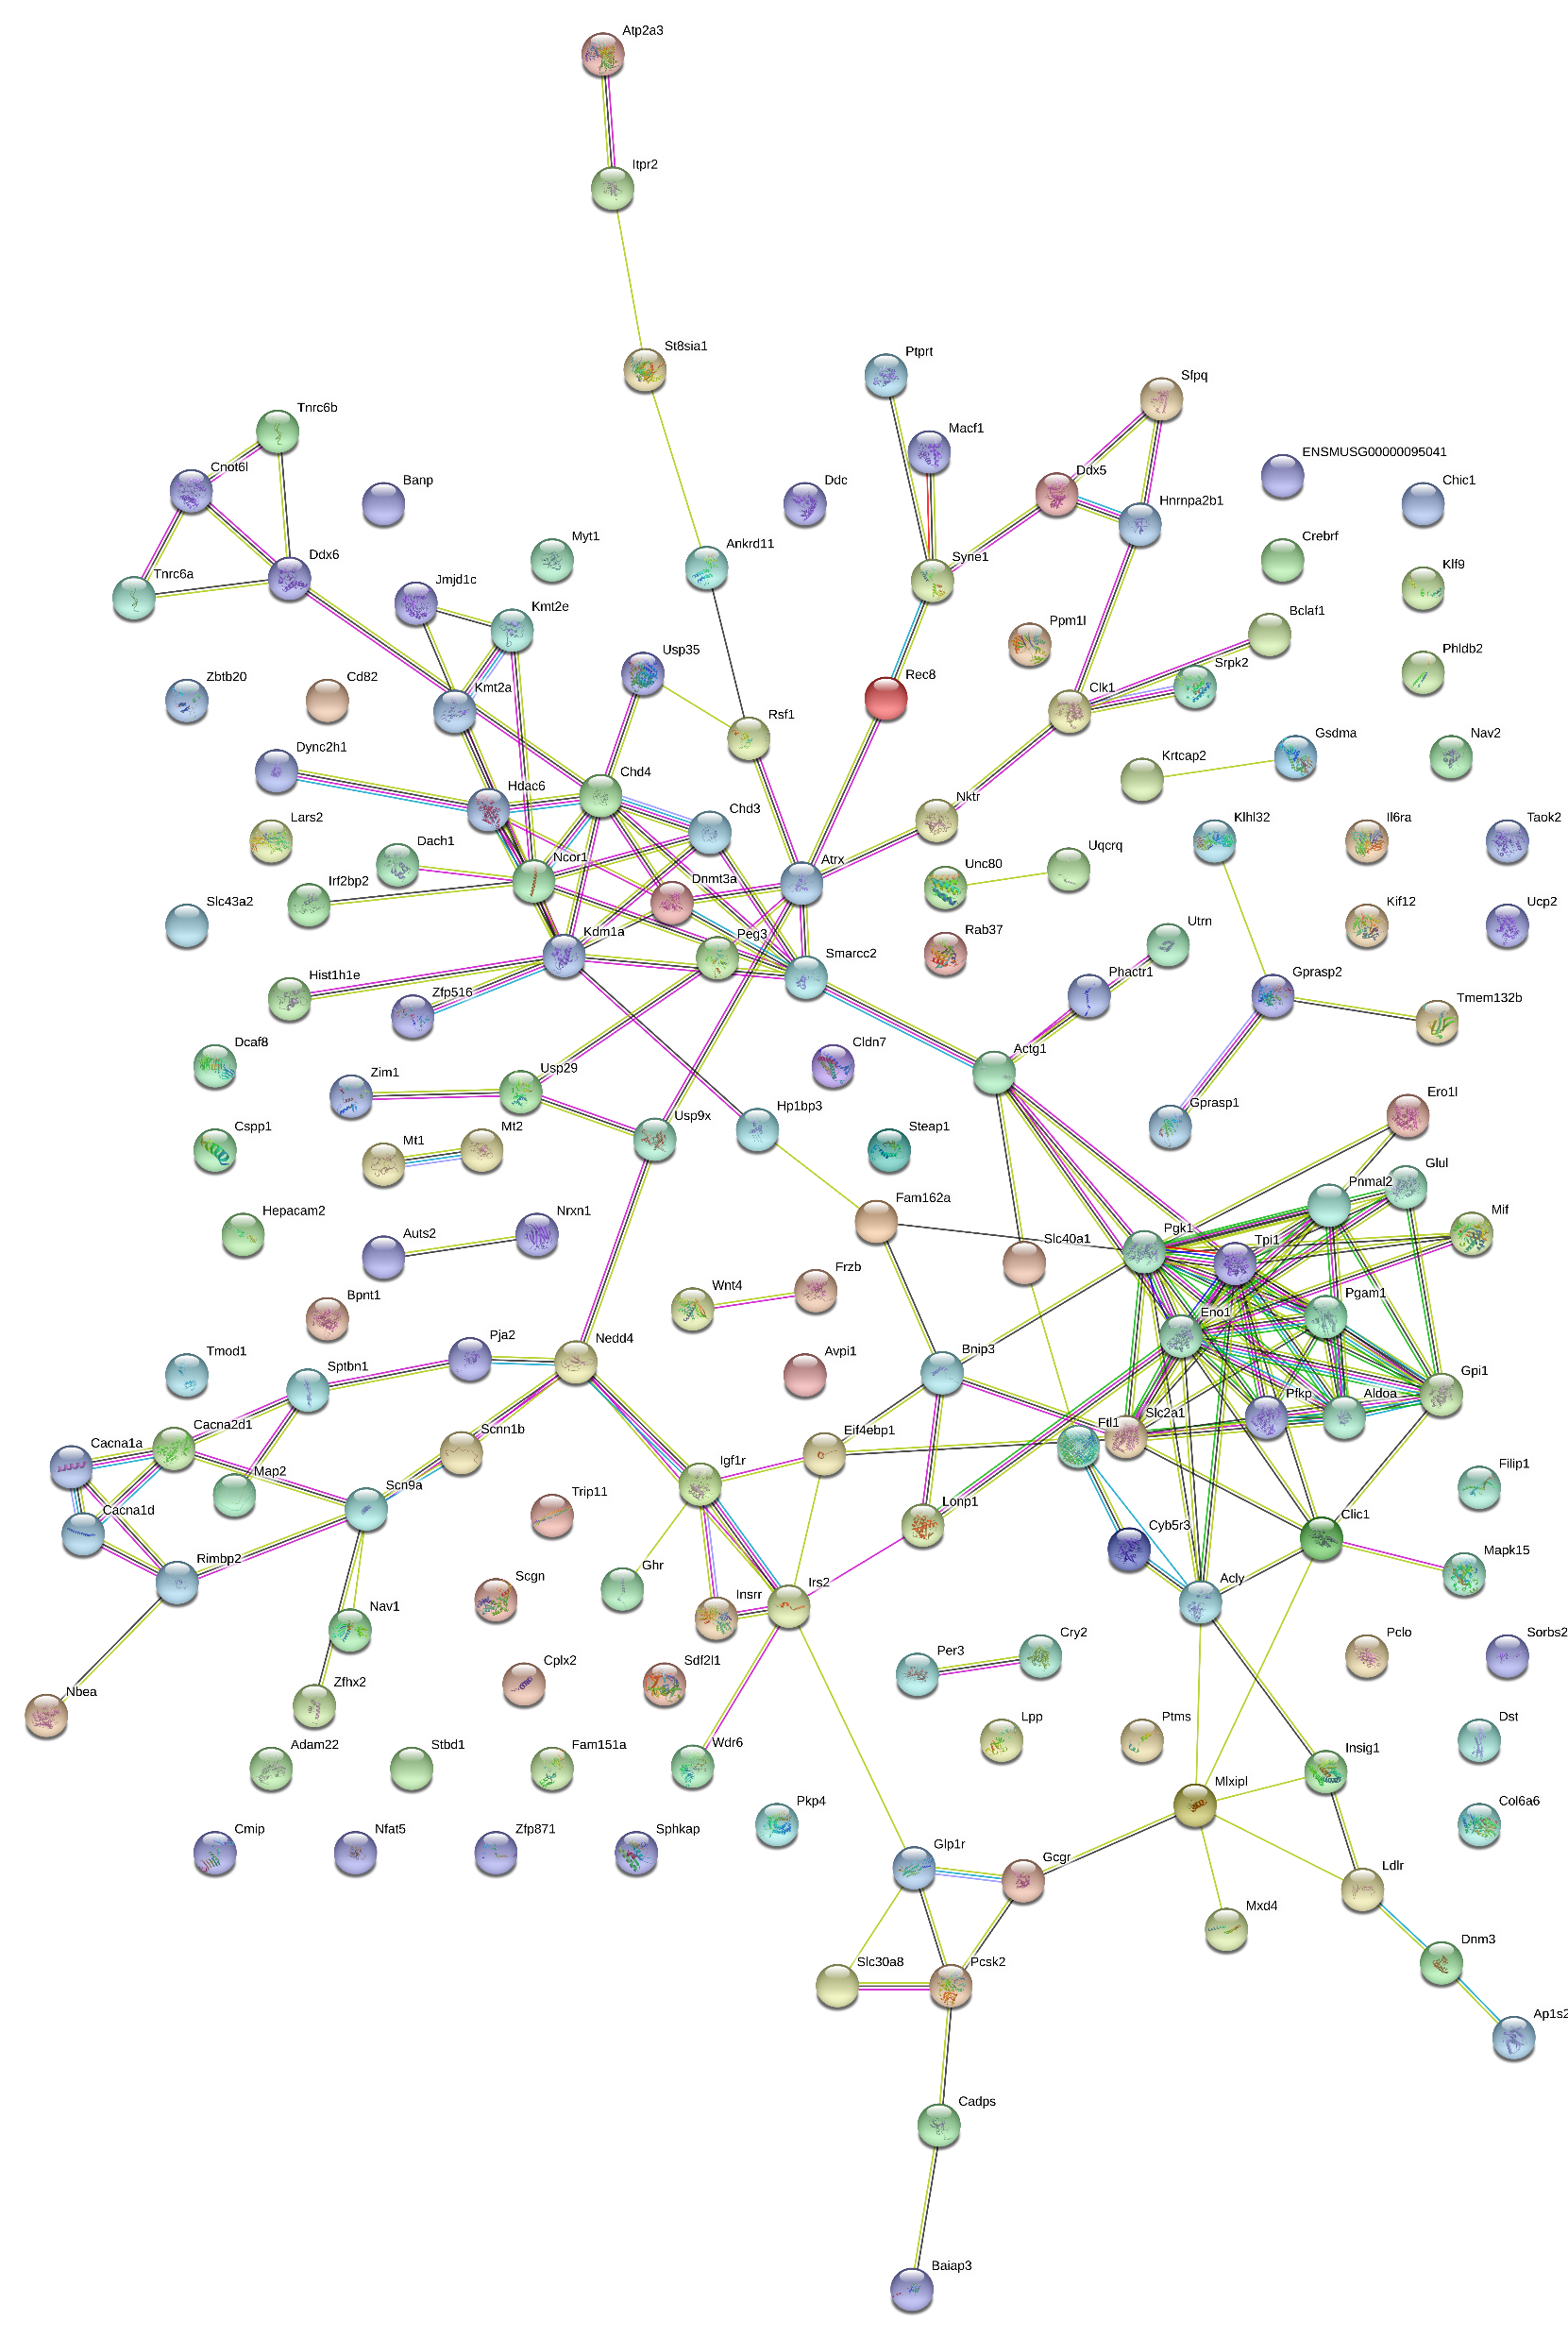 Atp2a3
Itpr2
St8sia1
Ptprt
Sfpq
Tnrc6b
Macf1
ENSMUSG00000095041
Cnot6l
Banp
Ddc
Ddx5
Chic1
Hnrnpa2b1
Myt1
Ddx6
Ankrd11
Syne1
Crebrf
Tnrc6a
Jmjd1c
Kmt2e
Klf9
Bclaf1
Ppm1l
Usp35
Phldb2
Srpk2
Zbtb20
Cd82
Kmt2a
Rec8
Clk1
Rsf1
Gsdma
Nav2
Dync2h1
Krtcap2
Chd4
Hdac6
Chd3
Nktr
Lars2
Klhl32
Il6ra
Taok2
Dach1
Ncor1
Atrx
Uqcrq
Irf2bp2
Dnmt3a
Unc80
Slc43a2
Kif12
Ucp2
Kdm1a
Peg3
Smarcc2
Rab37
Utrn
Phactr1
Hist1h1e
Gprasp2
Zfp516
Tmem132b
Dcaf8
Cldn7
Actg1
Zim1
Usp29
Ero1l
Hp1bp3
Gprasp1
Cspp1
Mt1
Mt2
Usp9x
Steap1
Glul
Pnmal2
Hepacam2
Auts2
Nrxn1
Fam162a
Mif
Pgk1
Tpi1
Slc40a1
Bpnt1
Wnt4
Frzb
Pgam1
Eno1
Tmod1
Sptbn1
Pja2
Nedd4
Avpi1
Bnip3
Gpi1
Pfkp
Aldoa
Cacna2d1
Slc2a1
Ftl1
Cacna1a
Scnn1b
Eif4ebp1
Map2
Igf1r
Filip1
Cacna1d
Scn9a
Trip11
Lonp1
Clic1
Cyb5r3
Rimbp2
Mapk15
Ghr
Irs2
Acly
Scgn
Insrr
Nav1
Per3
Cry2
Pclo
Sorbs2
Nbea
Zfhx2
Cplx2
Sdf2l1
Adam22
Stbd1
Fam151a
Wdr6
Lpp
Ptms
Dst
Insig1
Mlxipl
Cmip
Nfat5
Zfp871
Sphkap
Pkp4
Col6a6
Glp1r
Gcgr
Ldlr
Mxd4
Dnm3
Slc30a8
Pcsk2
Ap1s2
Cadps
Baiap3